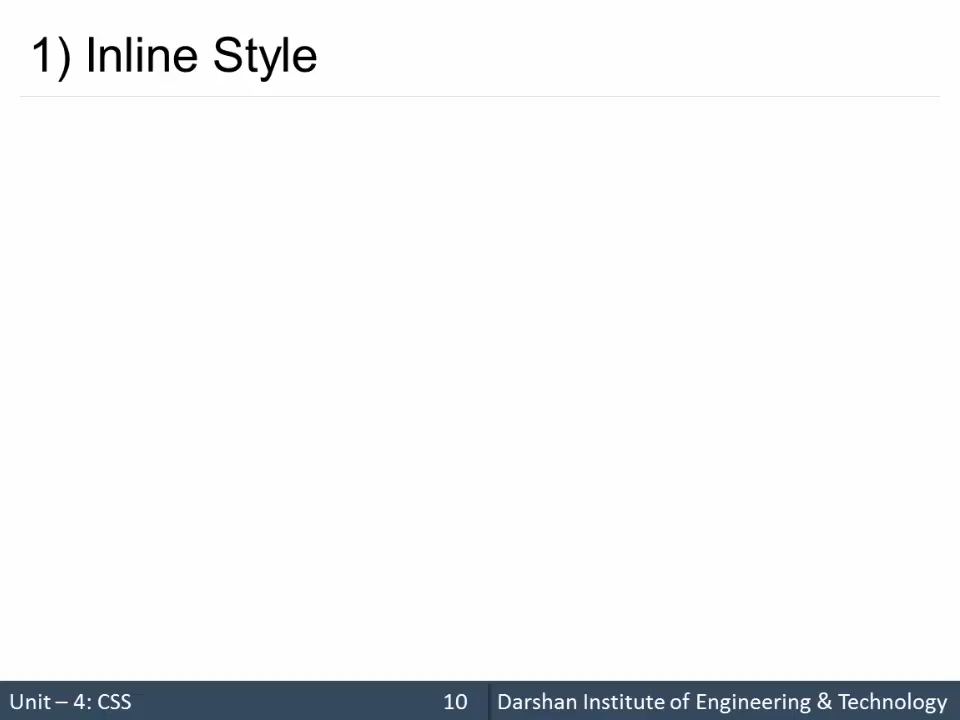 1) Inline Style
Unit – 4: CSS 10 Darshan Institute of Engineering & Technology